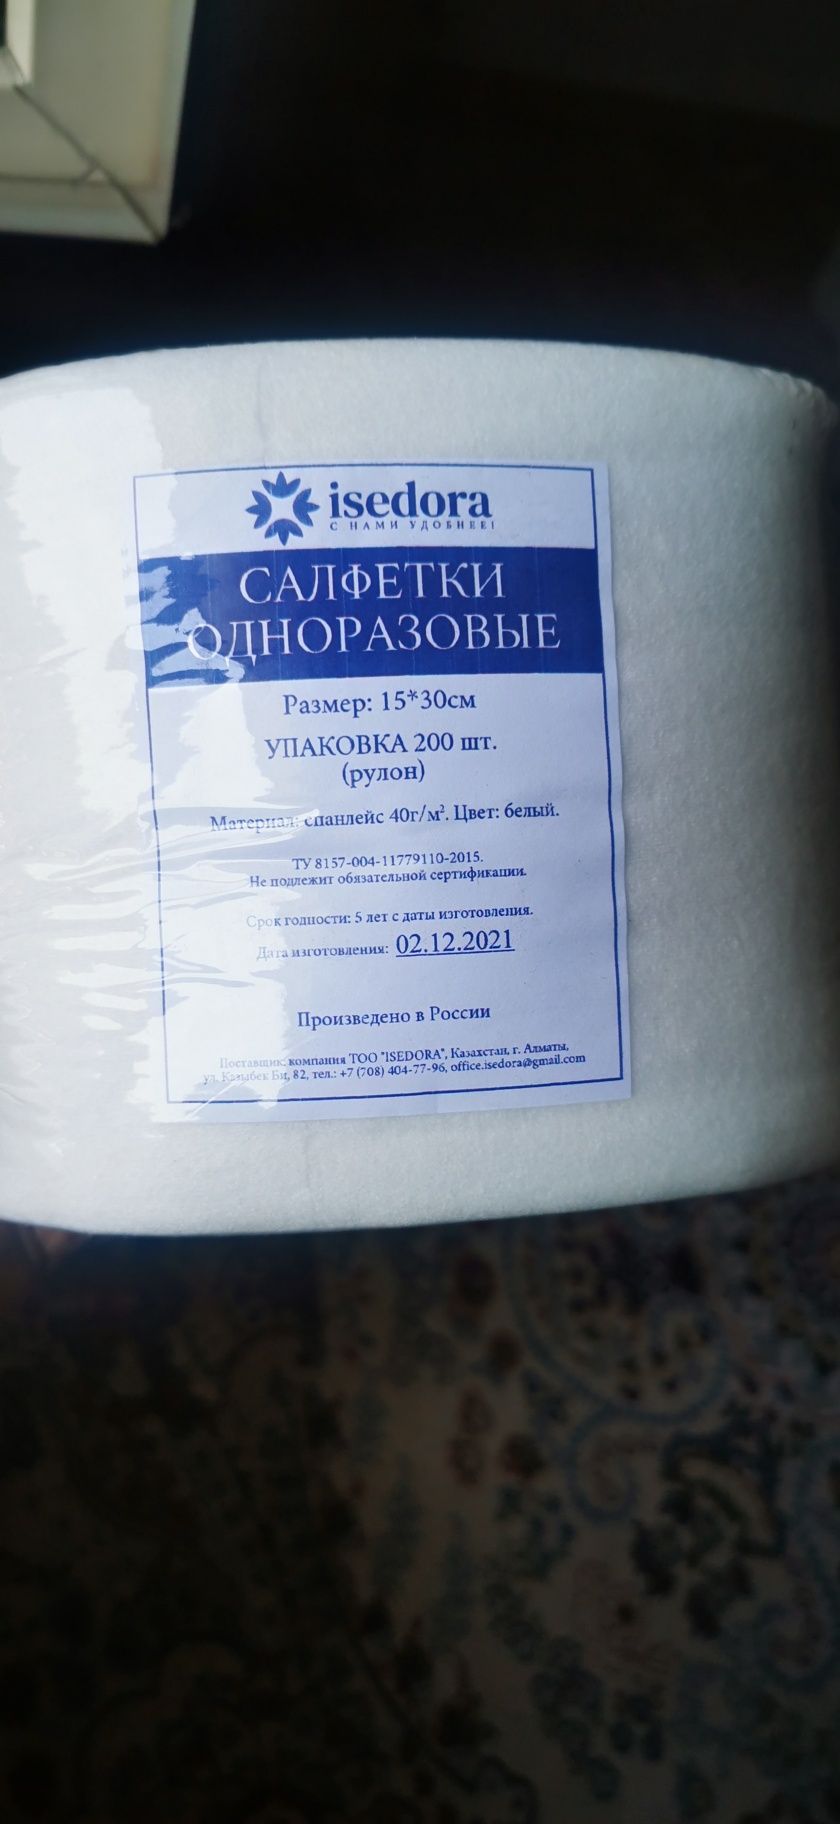 isedora
С НАМИ УДОБНЕЕ!
САЛФЕТКИ
ОДНОРАЗОВЫЕ
Размер: 15*30см
УПАКОВКА 200 шт.
(рулон)
Материал: спанлейс 40г/м². Цвет: белый.
ТУ 8157-004-11779110-2015.
Не подлежит обязательной сертификации.
Срок годности: 5 лет с даты изготовления.
Дата изготовления: 02.12.2021
Произведено в России
Поставщик: компания ТОО "ISEDORA", Казахстан, г. Алматы,
ул. Казыбек Би, 82, тел.: +7 (708) 404-77-96, office.isedora@gmail.com